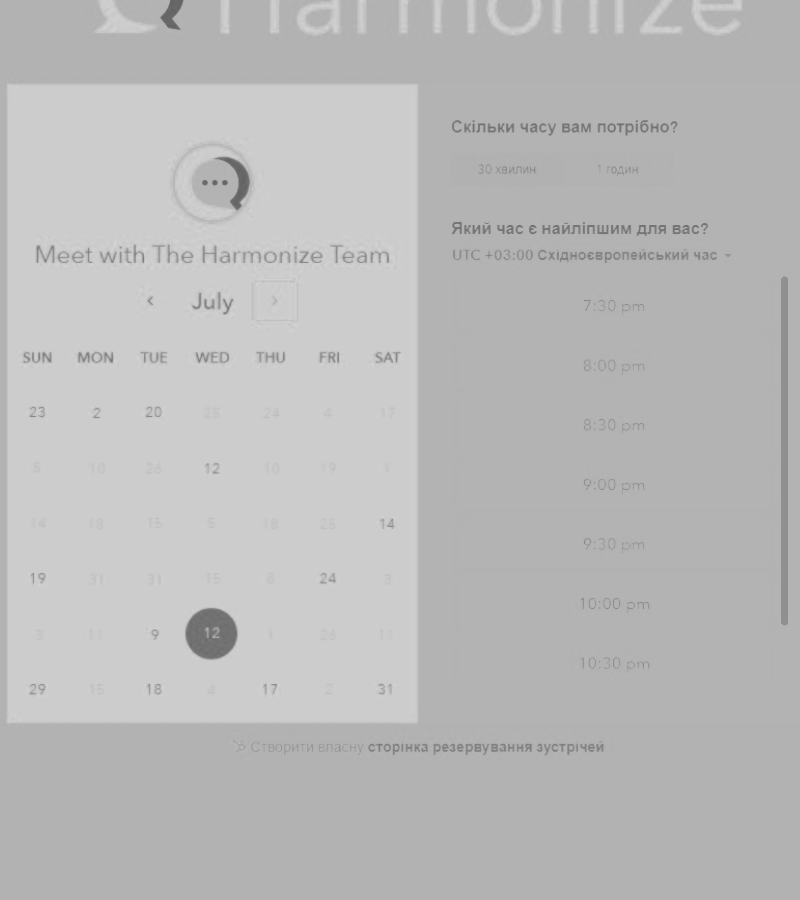 Harmonize
Meet with The Harmonize Team
July
SUN MON TUE WED THU FRI SAT
23 2 20 25 24 4 17
5 10 26 12 10 19 1
14 18 15 5 18 25 14
19 31 31 15 6 24 3
3 11 9 12 1 26 11
29 15 18 4 17 2 31
Скільки часу вам потрібно?
30 хвилин 1 годин
Який час є найліпшим для вас?
UTC +03:00 Східноєвропейський час
7:30 pm
8:00 pm
8:30 pm
9:00 pm
9:30 pm
10:00 pm
10:30 pm
Створити власну сторінка резервування зустрічей